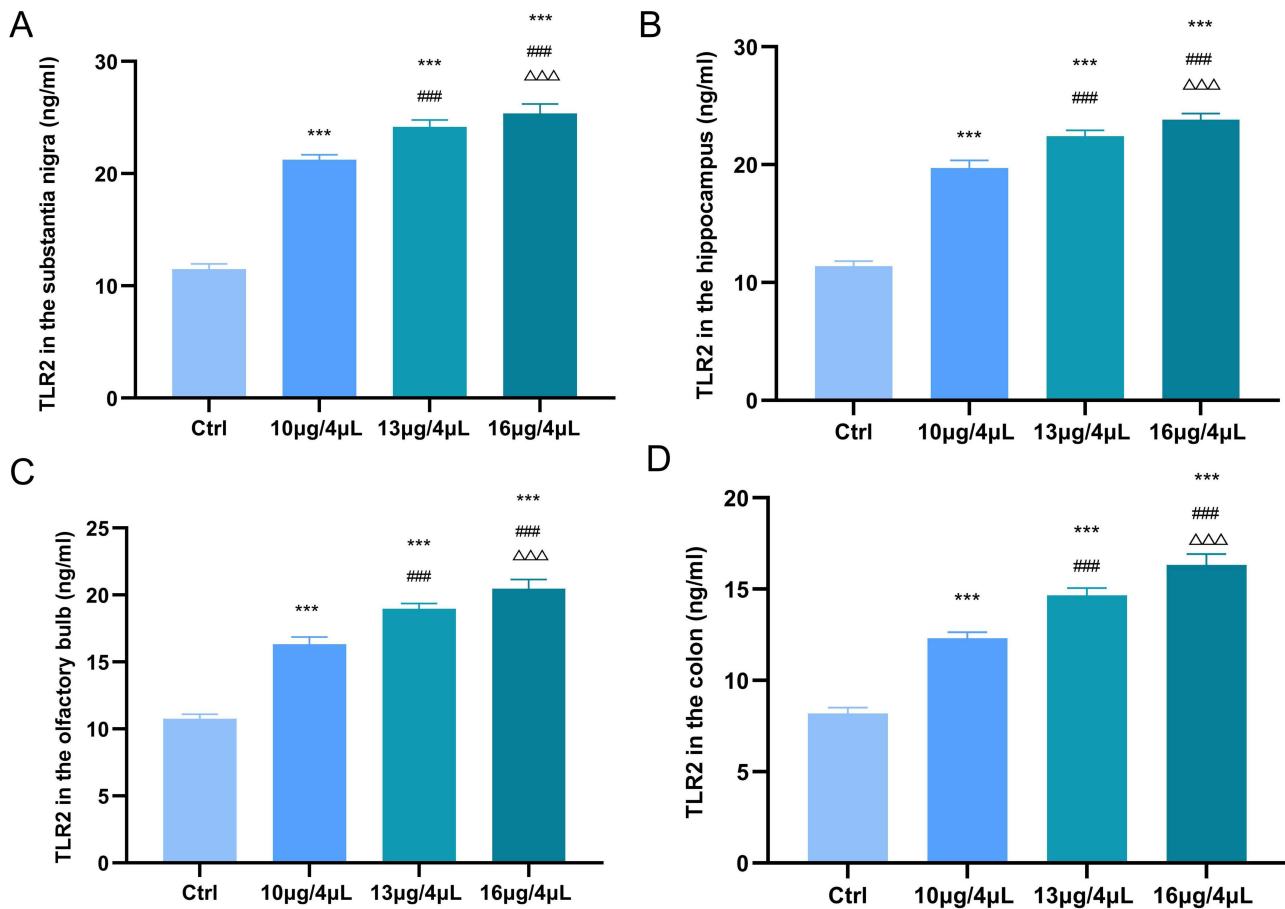 A
TLR2 in the substantia nigra (ng/ml)
30
20
10
0
***
***
###
***
###
△△△
Ctrl
10µg/4µL
13µg/4µL
16µg/4µL
B
TLR2 in the hippocampus (ng/ml)
30
20
10
0
***
***
###
***
###
△△△
Ctrl
10µg/4µL
13µg/4µL
16µg/4µL
C
TLR2 in the olfactory bulb (ng/ml)
25
20
15
10
5
0
***
***
###
***
###
△△△
Ctrl
10µg/4µL
13µg/4µL
16µg/4µL
D
TLR2 in the colon (ng/ml)
20
15
10
5
0
***
***
###
***
###
△△△
Ctrl
10µg/4µL
13µg/4µL
16µg/4µL